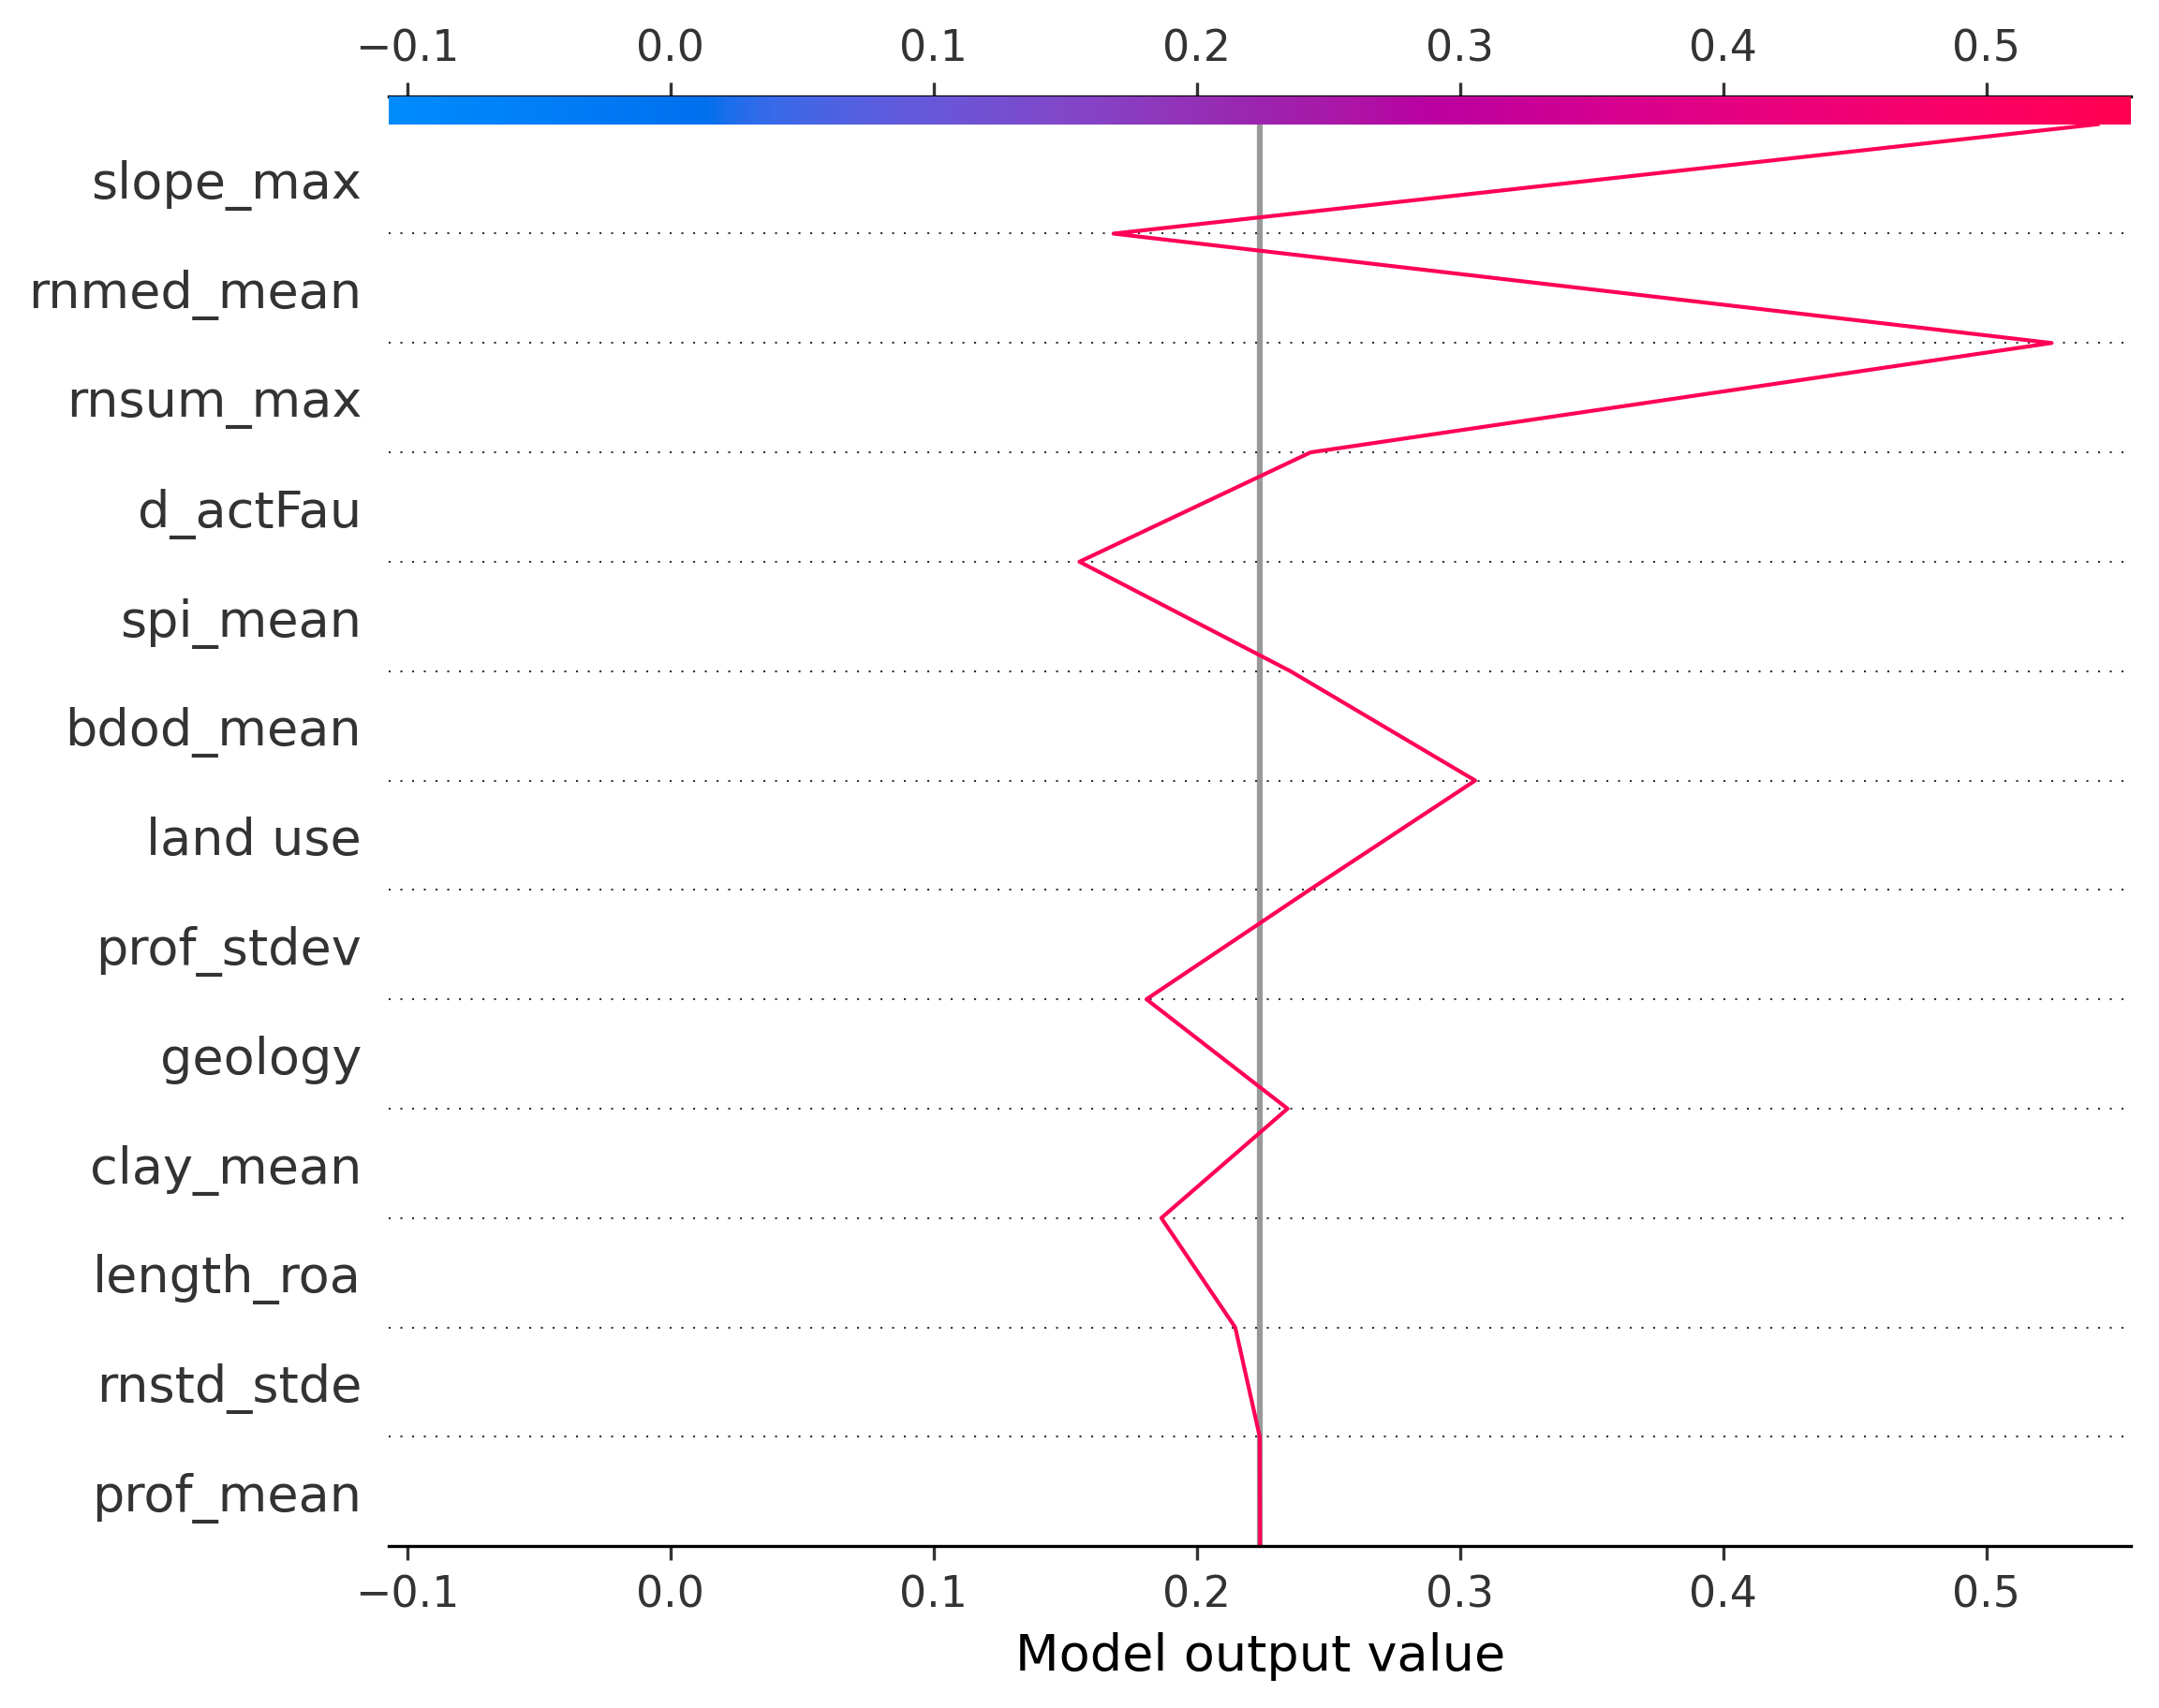 −0.1 0.0 0.1 0.2 0.3 0.4 0.5
slope_max
rnmed_mean
rnsum_max
d_actFau
spi_mean
bdod_mean
land use
prof_stdev
geology
clay_mean
length_roa
rnstd_stde
prof_mean
−0.1 0.0 0.1 0.2 0.3 0.4 0.5
Model output value